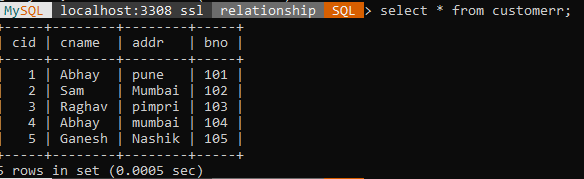 MySQL localhost:3308 ssl relationship SQL > select * from customerr;
+-----+--------+--------+-----+
| cid | cname | addr | bno |
+-----+--------+--------+-----+
| 1 | Abhay | pune | 101 |
| 2 | Sam | Mumbai | 102 |
| 3 | Raghav | pimpri | 103 |
| 4 | Abhay | mumbai | 104 |
| 5 | Ganesh | Nashik | 105 |
+-----+--------+--------+-----+
5 rows in set (0.0005 sec)